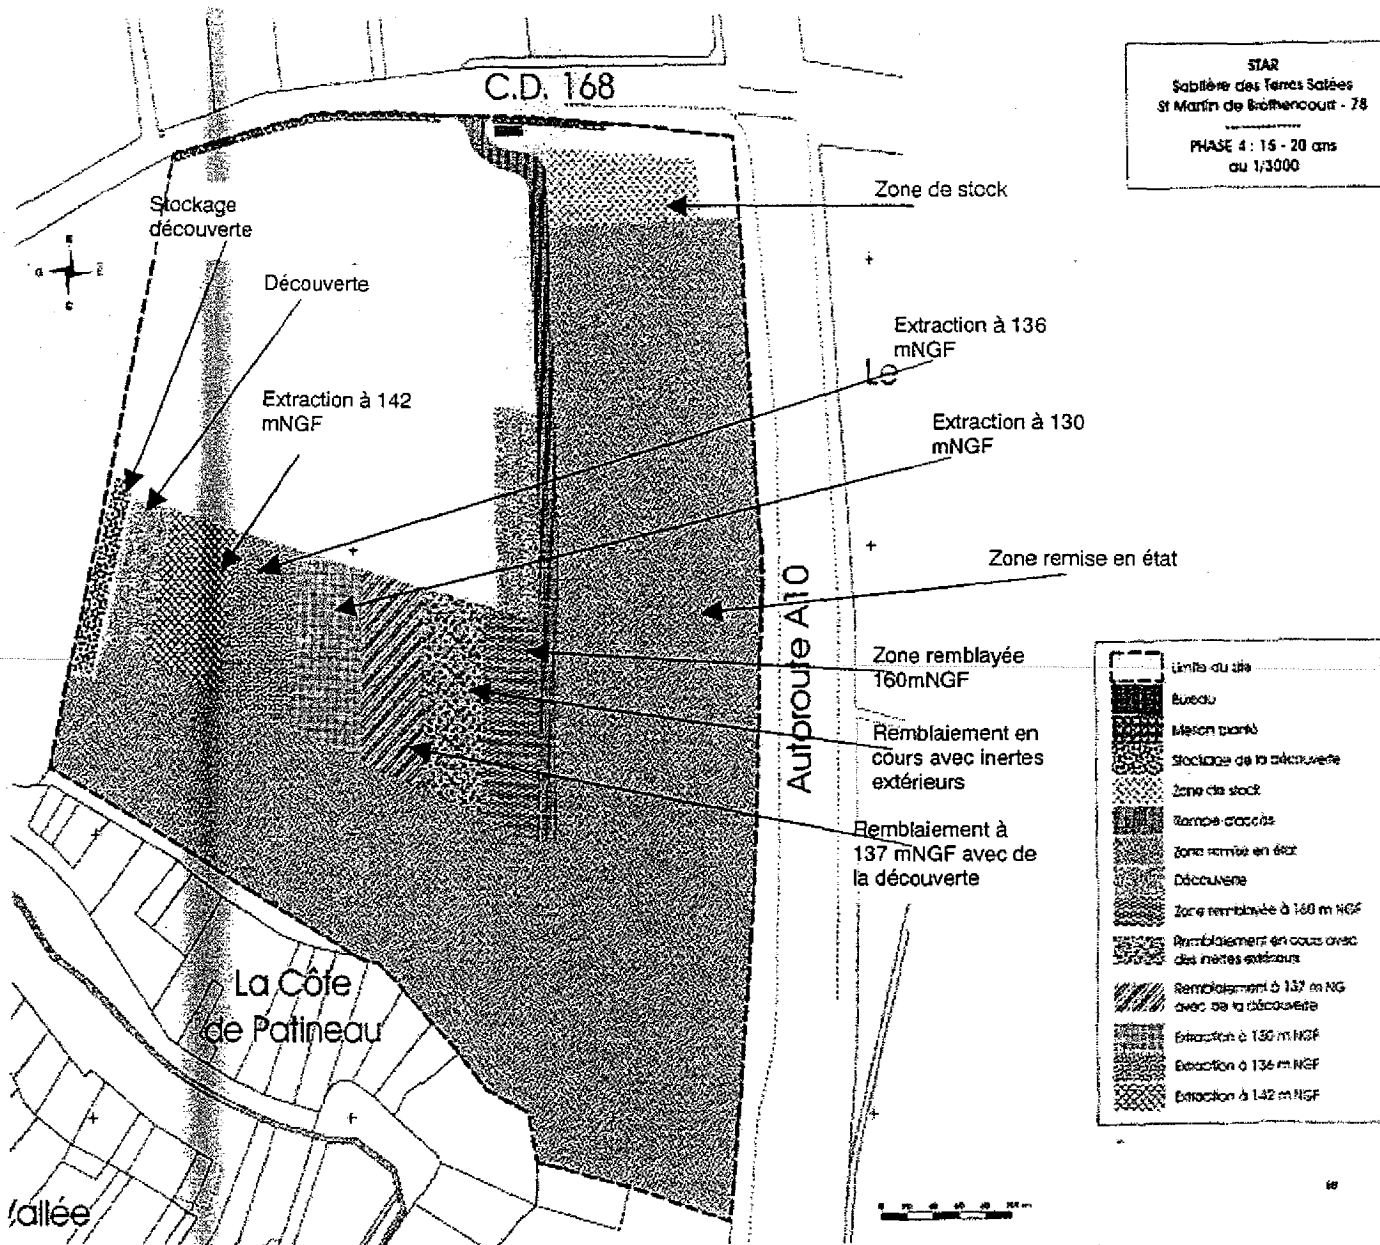 C.D. 168
STAR
Sablière des Terres Salées
St Martin de Bréthencourt - 78
PHASE 4 : 15 - 20 ans
au 1/3000
Zone de stock
Stockage
découverte
Découverte
Extraction à 136
mNGF
Le
Extraction à 142
mNGF
Extraction à 130
mNGF
Zone remise en état
Autoroute A10
Zone remblayée
160mNGF
Remblaiement en
cours avec inertes
extérieurs
Remblaiement à
137 mNGF avec de
la découverte
Limite du site
Bureau
Merlon planté
Stockage de la découverte
Zone de stock
Rampe d'accès
Zone remise en état
Découverte
Zone remblayée à 160 m NGF
Remblaiement en cours avec
des inertes extérieurs
Remblaiement à 137 m NG
avec de la découverte
Extraction à 130 m NGF
Extraction à 136 m NGF
Extraction à 142 m NGF
La Côte
de Patineau
Vallée